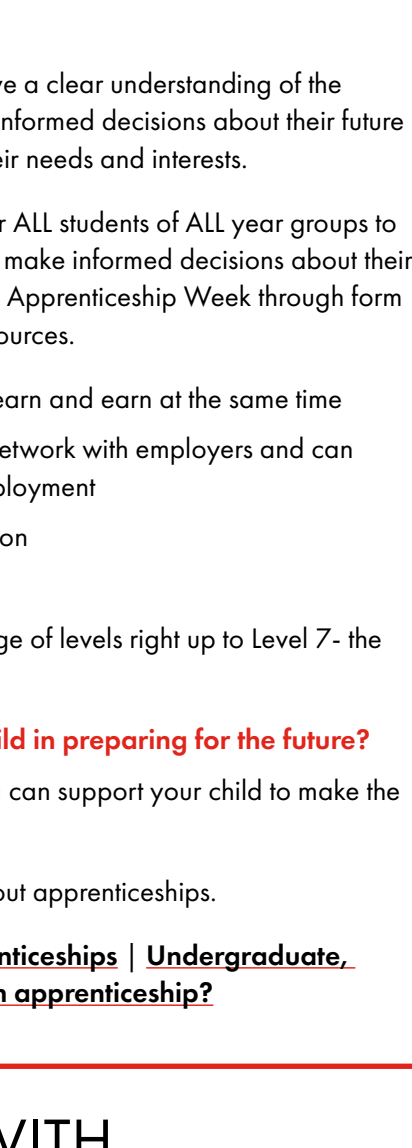 ve a clear understanding of the
nformed decisions about their future
eir needs and interests.
r ALL students of ALL year groups to
make informed decisions about their
Apprenticeship Week through form
ources.
earn and earn at the same time
etwork with employers and can
ployment
on
ge of levels right up to Level 7- the
ild in preparing for the future?
can support your child to make the
out apprenticeships.
nticeships | Undergraduate,
n apprenticeship?
WITH